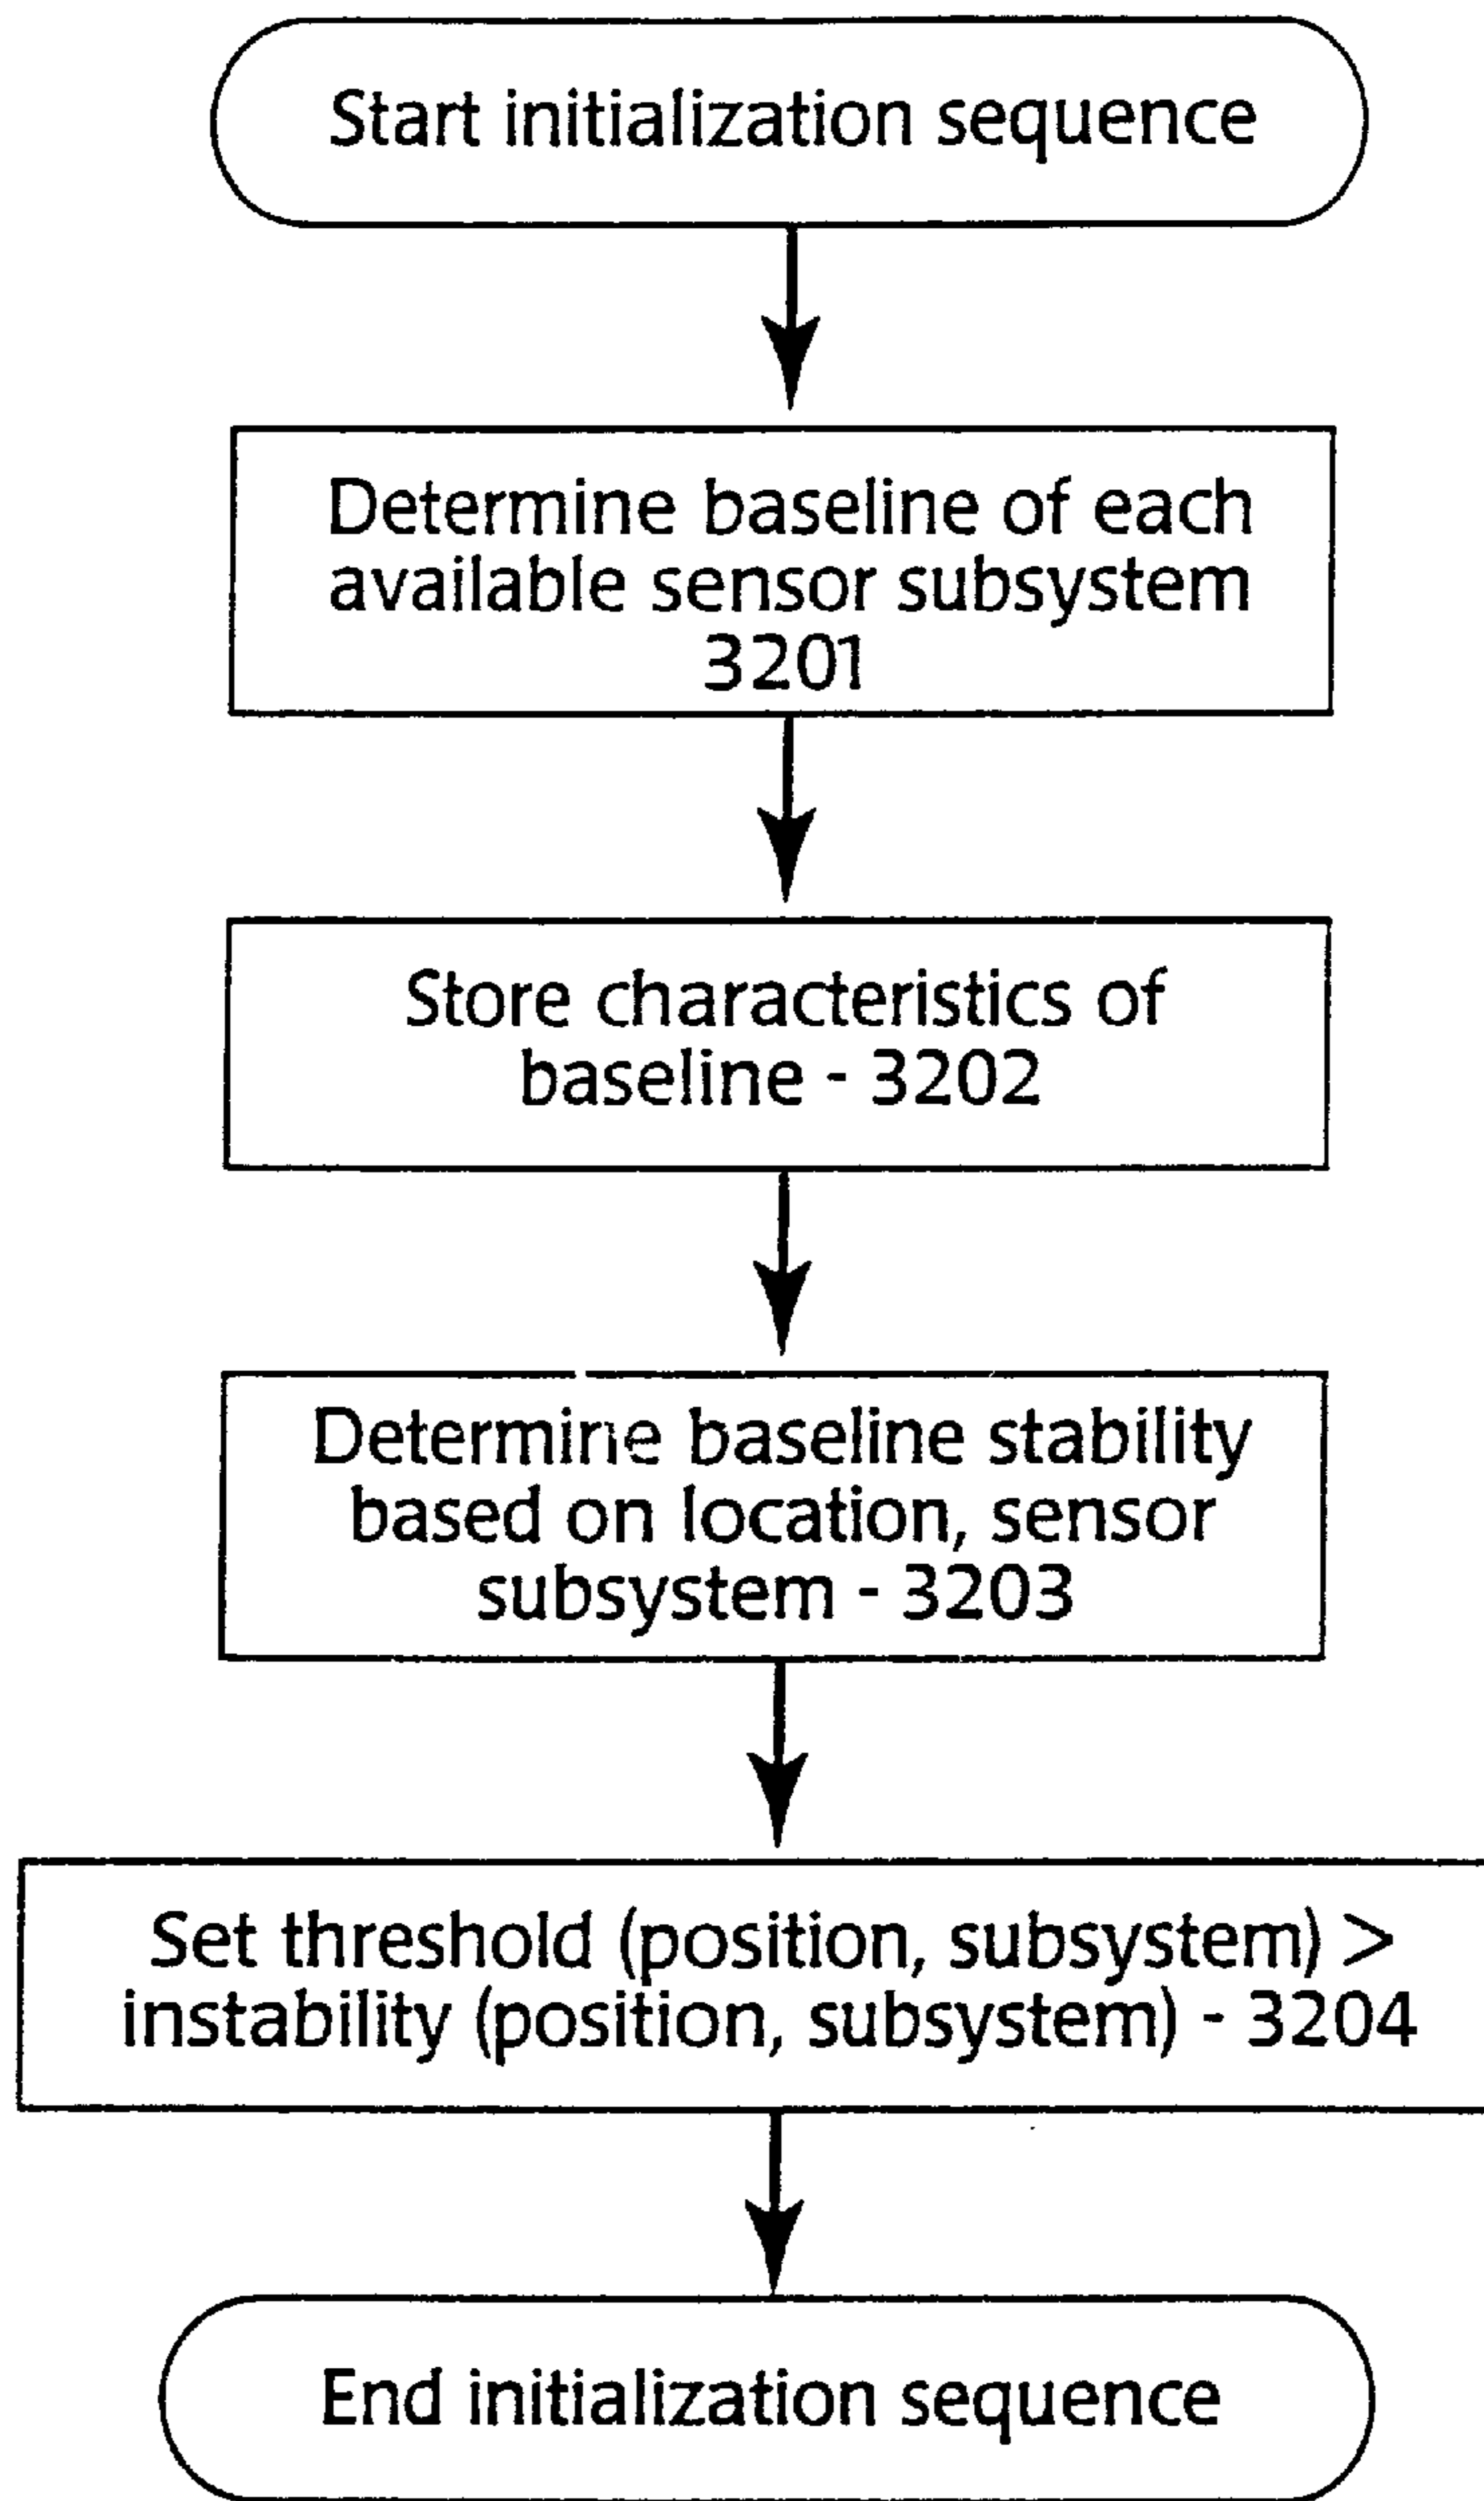 Start initialization sequence
Determine baseline of each
available sensor subsystem
3201
Store characteristics of
baseline - 3202
Determine baseline stability
based on location, sensor
subsystem - 3203
Set threshold (position, subsystem) >
instability (position, subsystem) - 3204
End initialization sequence